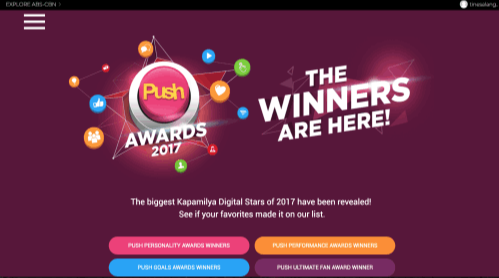 EXPLORE ABS-CBN
linasalang
Push
AWARDS
2017
THE
WINNERS
ARE HERE!
The biggest Kapamilya Digital Stars of 2017 have been revealed!
See if your favorites made it on our list.
PUSH PERSONALITY AWARDS WINNERS
PUSH PERFORMANCE AWARDS WINNERS
PUSH GOALS AWARDS WINNERS
PUSH ULTIMATE FAN AWARD WINNER